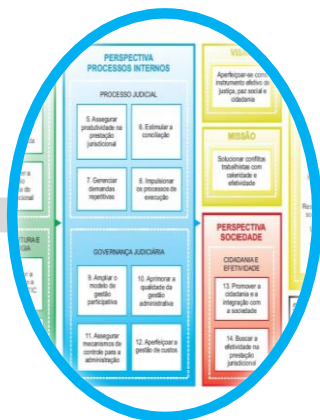 PERSPECTIVA
PROCESSOS INTERNOS
PROCESSO JUDICIAL
5. Assegurar
produtividade na
prestação
jurisdicional
6. Estimular a
conciliação
7. Gerenciar
demandas
repetitivas
8. Impulsionar
os processos de
execução
GOVERNANÇA JUDICIÁRIA
9. Ampliar o
modelo de
gestão
participativa
10. Aprimorar a
qualidade da
gestão
administrativa
11. Assegurar
mecanismos de
controle para a
administração
12. Aperfeiçoar a
gestão de custos
Aperfeiçoar-se como
instrumento efetivo de
justiça, paz social e
cidadania
MISSÃO
Solucionar conflitos
trabalhistas com
celeridade e
efetividade
PERSPECTIVA
SOCIEDADE
CIDADANIA E
EFETIVIDADE
13. Promover a
cidadania e a
integração com
a sociedade
14. Buscar a
efetividade na
prestação
jurisdicional